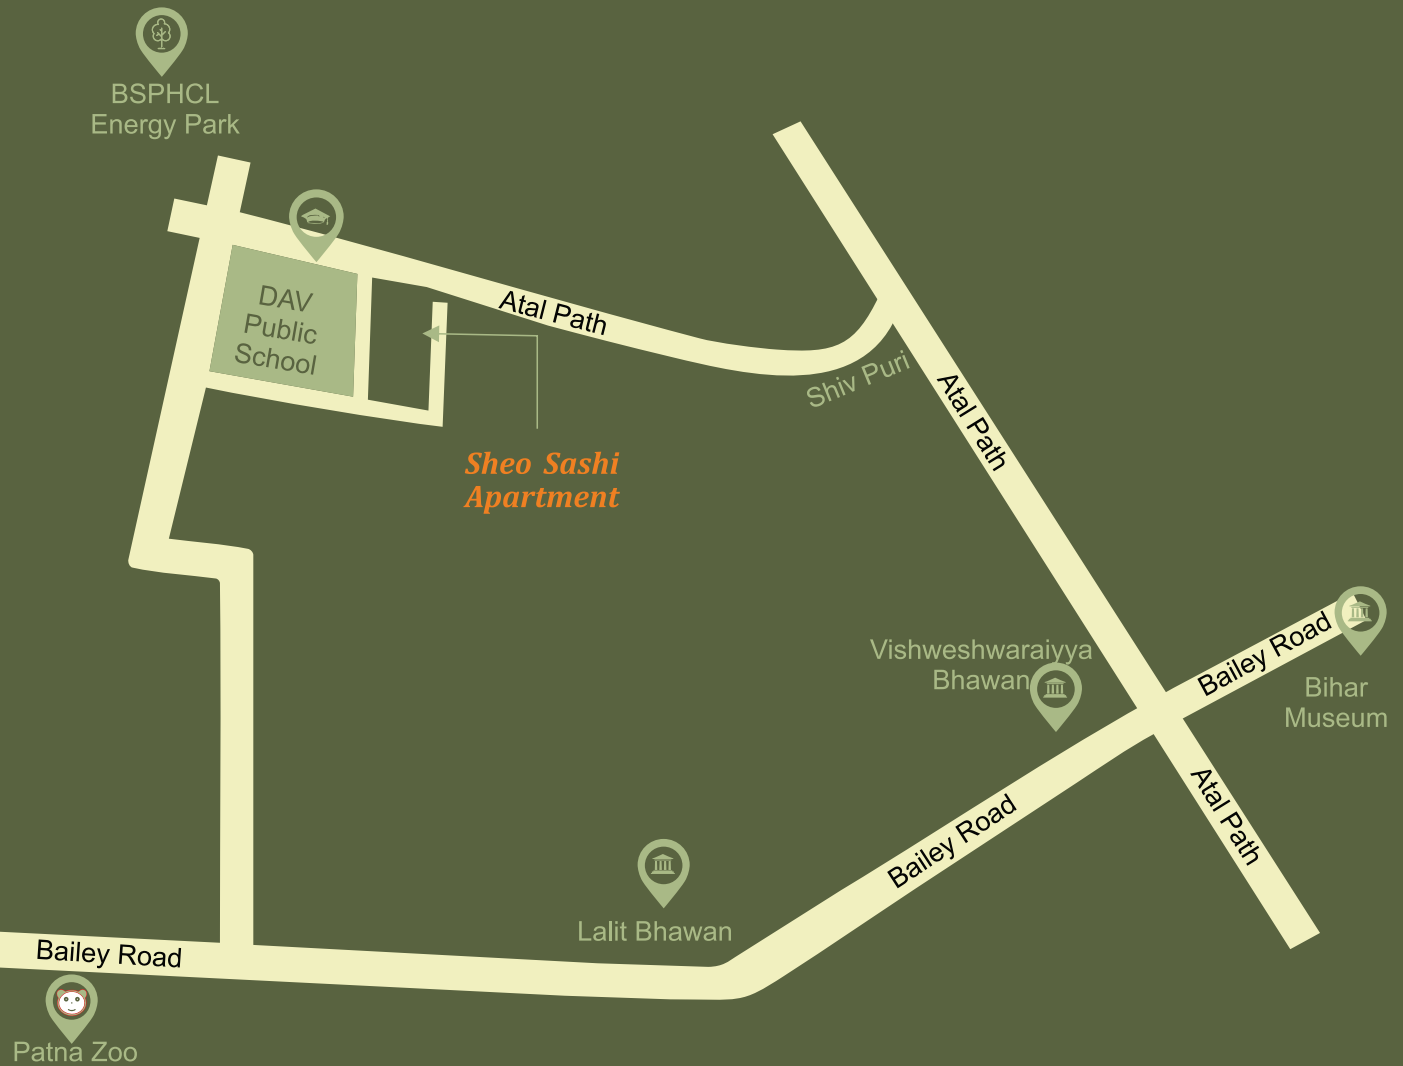 BSPHCL
Energy Park
DAV
Public
School
Atal Path
Shiv Puri
Atal Path
Sheo Sashi
Apartment
Vishweshwaraiyya
Bhawan
Bailey Road
Bihar
Museum
Atal Path
Bailey Road
Lalit Bhawan
Bailey Road
Patna Zoo